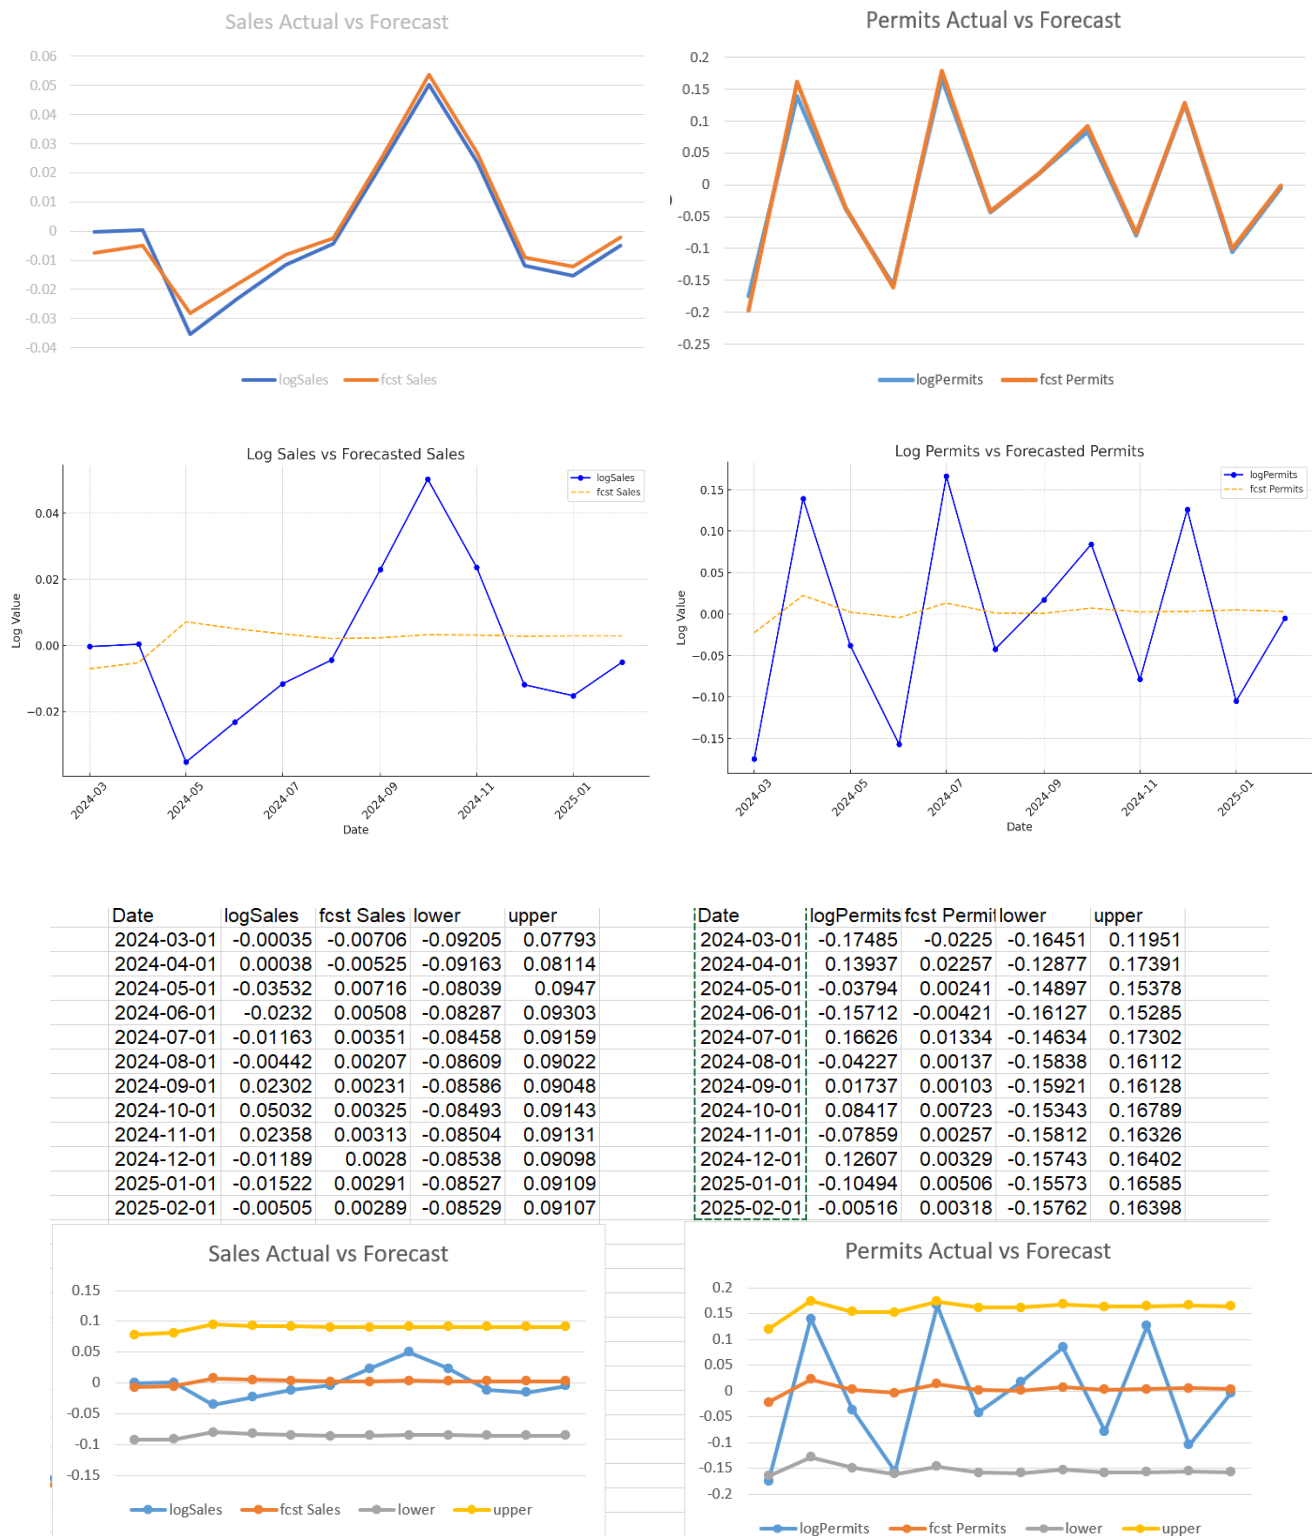 Sales Actual vs Forecast
0.06
0.05
0.04
0.03
0.02
0.01
0
-0.01
-0.02
-0.03
-0.04
logSales fcst Sales
Permits Actual vs Forecast
0.2
0.15
0.1
0.05
0
-0.05
-0.1
-0.15
-0.2
-0.25
logPermits fcst Permits
Log Sales vs Forecasted Sales
logSales
fcst Sales
Log Value
0.04
0.02
0.00
−0.02
2024-03 2024-05 2024-07 2024-09 2024-11 2025-01
Date
Log Permits vs Forecasted Permits
logPermits
fcst Permits
Log Value
0.15
0.10
0.05
0.00
−0.05
−0.10
−0.15
2024-03 2024-05 2024-07 2024-09 2024-11 2025-01
Date
Date logSales fcst Sales lower upper
2024-03-01 -0.00035 -0.00706 -0.09205 0.07793
2024-04-01 0.00038 -0.00525 -0.09163 0.08114
2024-05-01 -0.03532 0.00716 -0.08039 0.0947
2024-06-01 -0.0232 0.00508 -0.08287 0.09303
2024-07-01 -0.01163 0.00351 -0.08458 0.09159
2024-08-01 -0.00442 0.00207 -0.08609 0.09022
2024-09-01 0.02302 0.00231 -0.08586 0.09048
2024-10-01 0.05032 0.00325 -0.08493 0.09143
2024-11-01 0.02358 0.00313 -0.08504 0.09131
2024-12-01 -0.01189 0.0028 -0.08538 0.09098
2025-01-01 -0.01522 0.00291 -0.08527 0.09109
2025-02-01 -0.00505 0.00289 -0.08529 0.09107
Date logPermits fcst Permit lower upper
2024-03-01 -0.17485 -0.0225 -0.16451 0.11951
2024-04-01 0.13937 0.02257 -0.12877 0.17391
2024-05-01 -0.03794 0.00241 -0.14897 0.15378
2024-06-01 -0.15712 -0.00421 -0.16127 0.15285
2024-07-01 0.16626 0.01334 -0.14634 0.17302
2024-08-01 -0.04227 0.00137 -0.15838 0.16112
2024-09-01 0.01737 0.00103 -0.15921 0.16128
2024-10-01 0.08417 0.00723 -0.15343 0.16789
2024-11-01 -0.07859 0.00257 -0.15812 0.16326
2024-12-01 0.12607 0.00329 -0.15743 0.16402
2025-01-01 -0.10494 0.00506 -0.15573 0.16585
2025-02-01 -0.00516 0.00318 -0.15762 0.16398
Sales Actual vs Forecast
0.15
0.1
0.05
0
-0.05
-0.1
-0.15
logSales fcst Sales lower upper
Permits Actual vs Forecast
0.2
0.15
0.1
0.05
0
-0.05
-0.1
-0.15
-0.2
logPermits fcst Permits lower upper